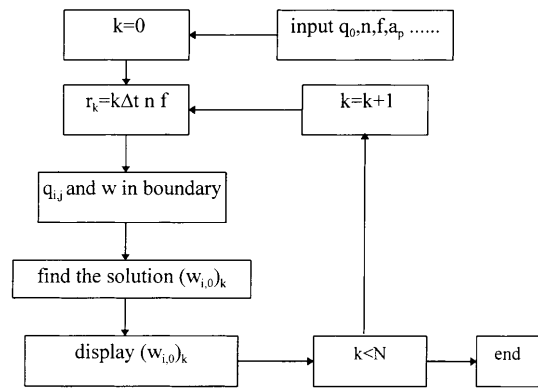 k=0
input q₀,n,f,aₚ ......
rₖ=kΔt n f
k=k+1
qᵢ,ⱼ and w in boundary
find the solution (wᵢ,₀)ₖ
display (wᵢ,₀)ₖ
k<N
end